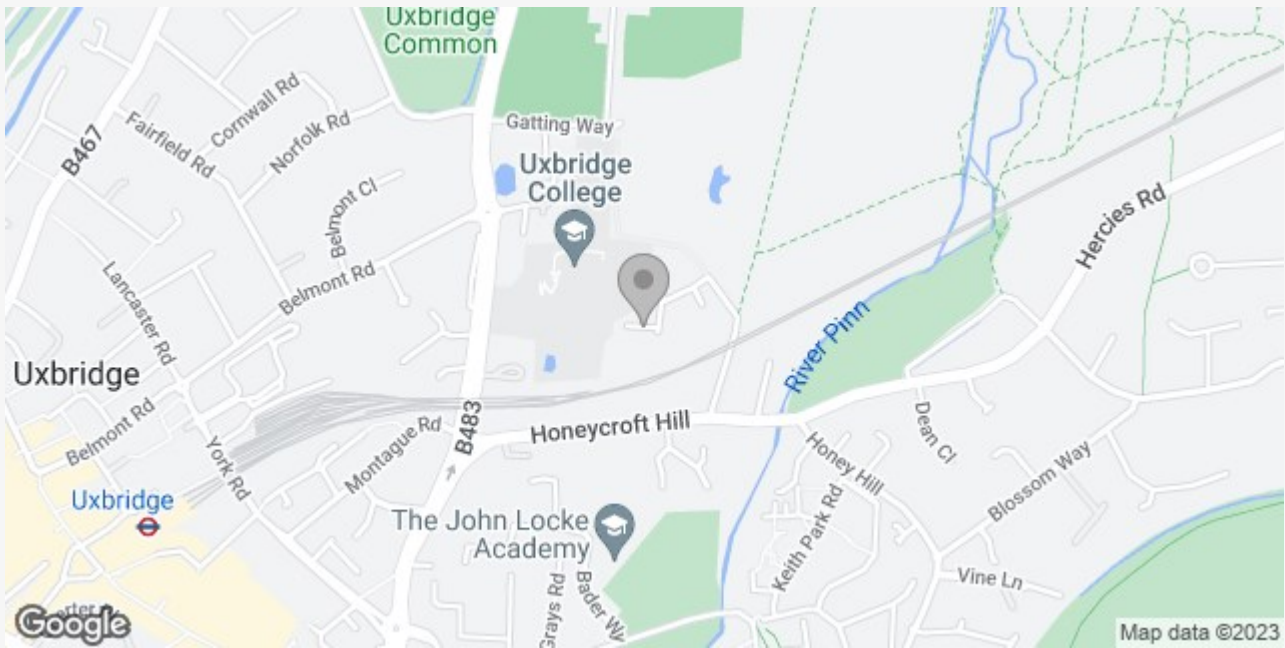 Uxbridge
Common
Cornwall Rd
B467
Fairfield Rd
Norfolk Rd
Gatting Way
Uxbridge
College
Belmont Cl
Hercies Rd
Lancaster Rd
Belmont Rd
River Pinn
Uxbridge
Belmont Rd
York Rd
Montague Rd
B483
Honeycroft Hill
Dean Cl
Honey Hill
Blossom Way
Uxbridge
The John Locke
Academy
Keith Park Rd
Grays Rd
Bader W
Vine Ln
Google
Map data ©2023